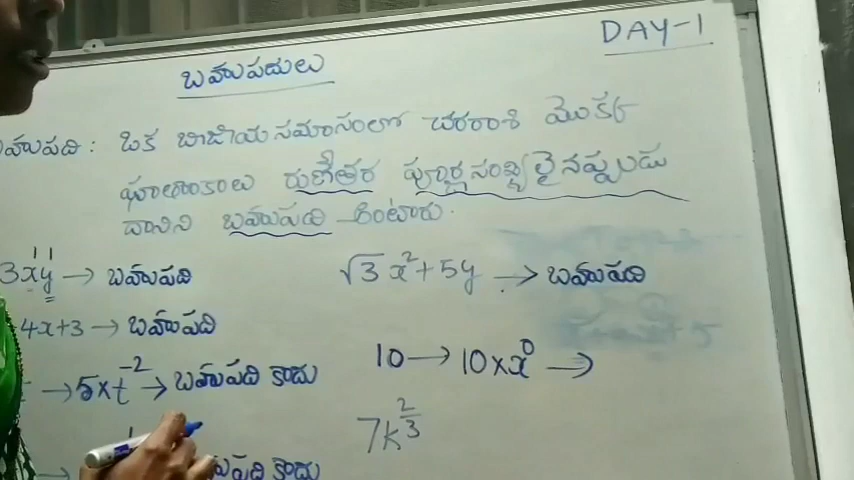 DAY-1
బహుపదులు
బహుపది: ఒక బీజీయ సమాసంలో చరరాశి యొక్క
ఘాతాంకాలు రుణేతర పూర్ణ సంఖ్యలైనప్పుడు
దానిని బహుపది అంటారు.
3x¹y¹ → బహుపది
√3 x² + 5y → బహుపది
4x+3 → బహుపది
10 → 10×x⁰ →
→ 5×t⁻² → బహుపది కాదు
7k^(2/3)
→ బహుపది కాదు